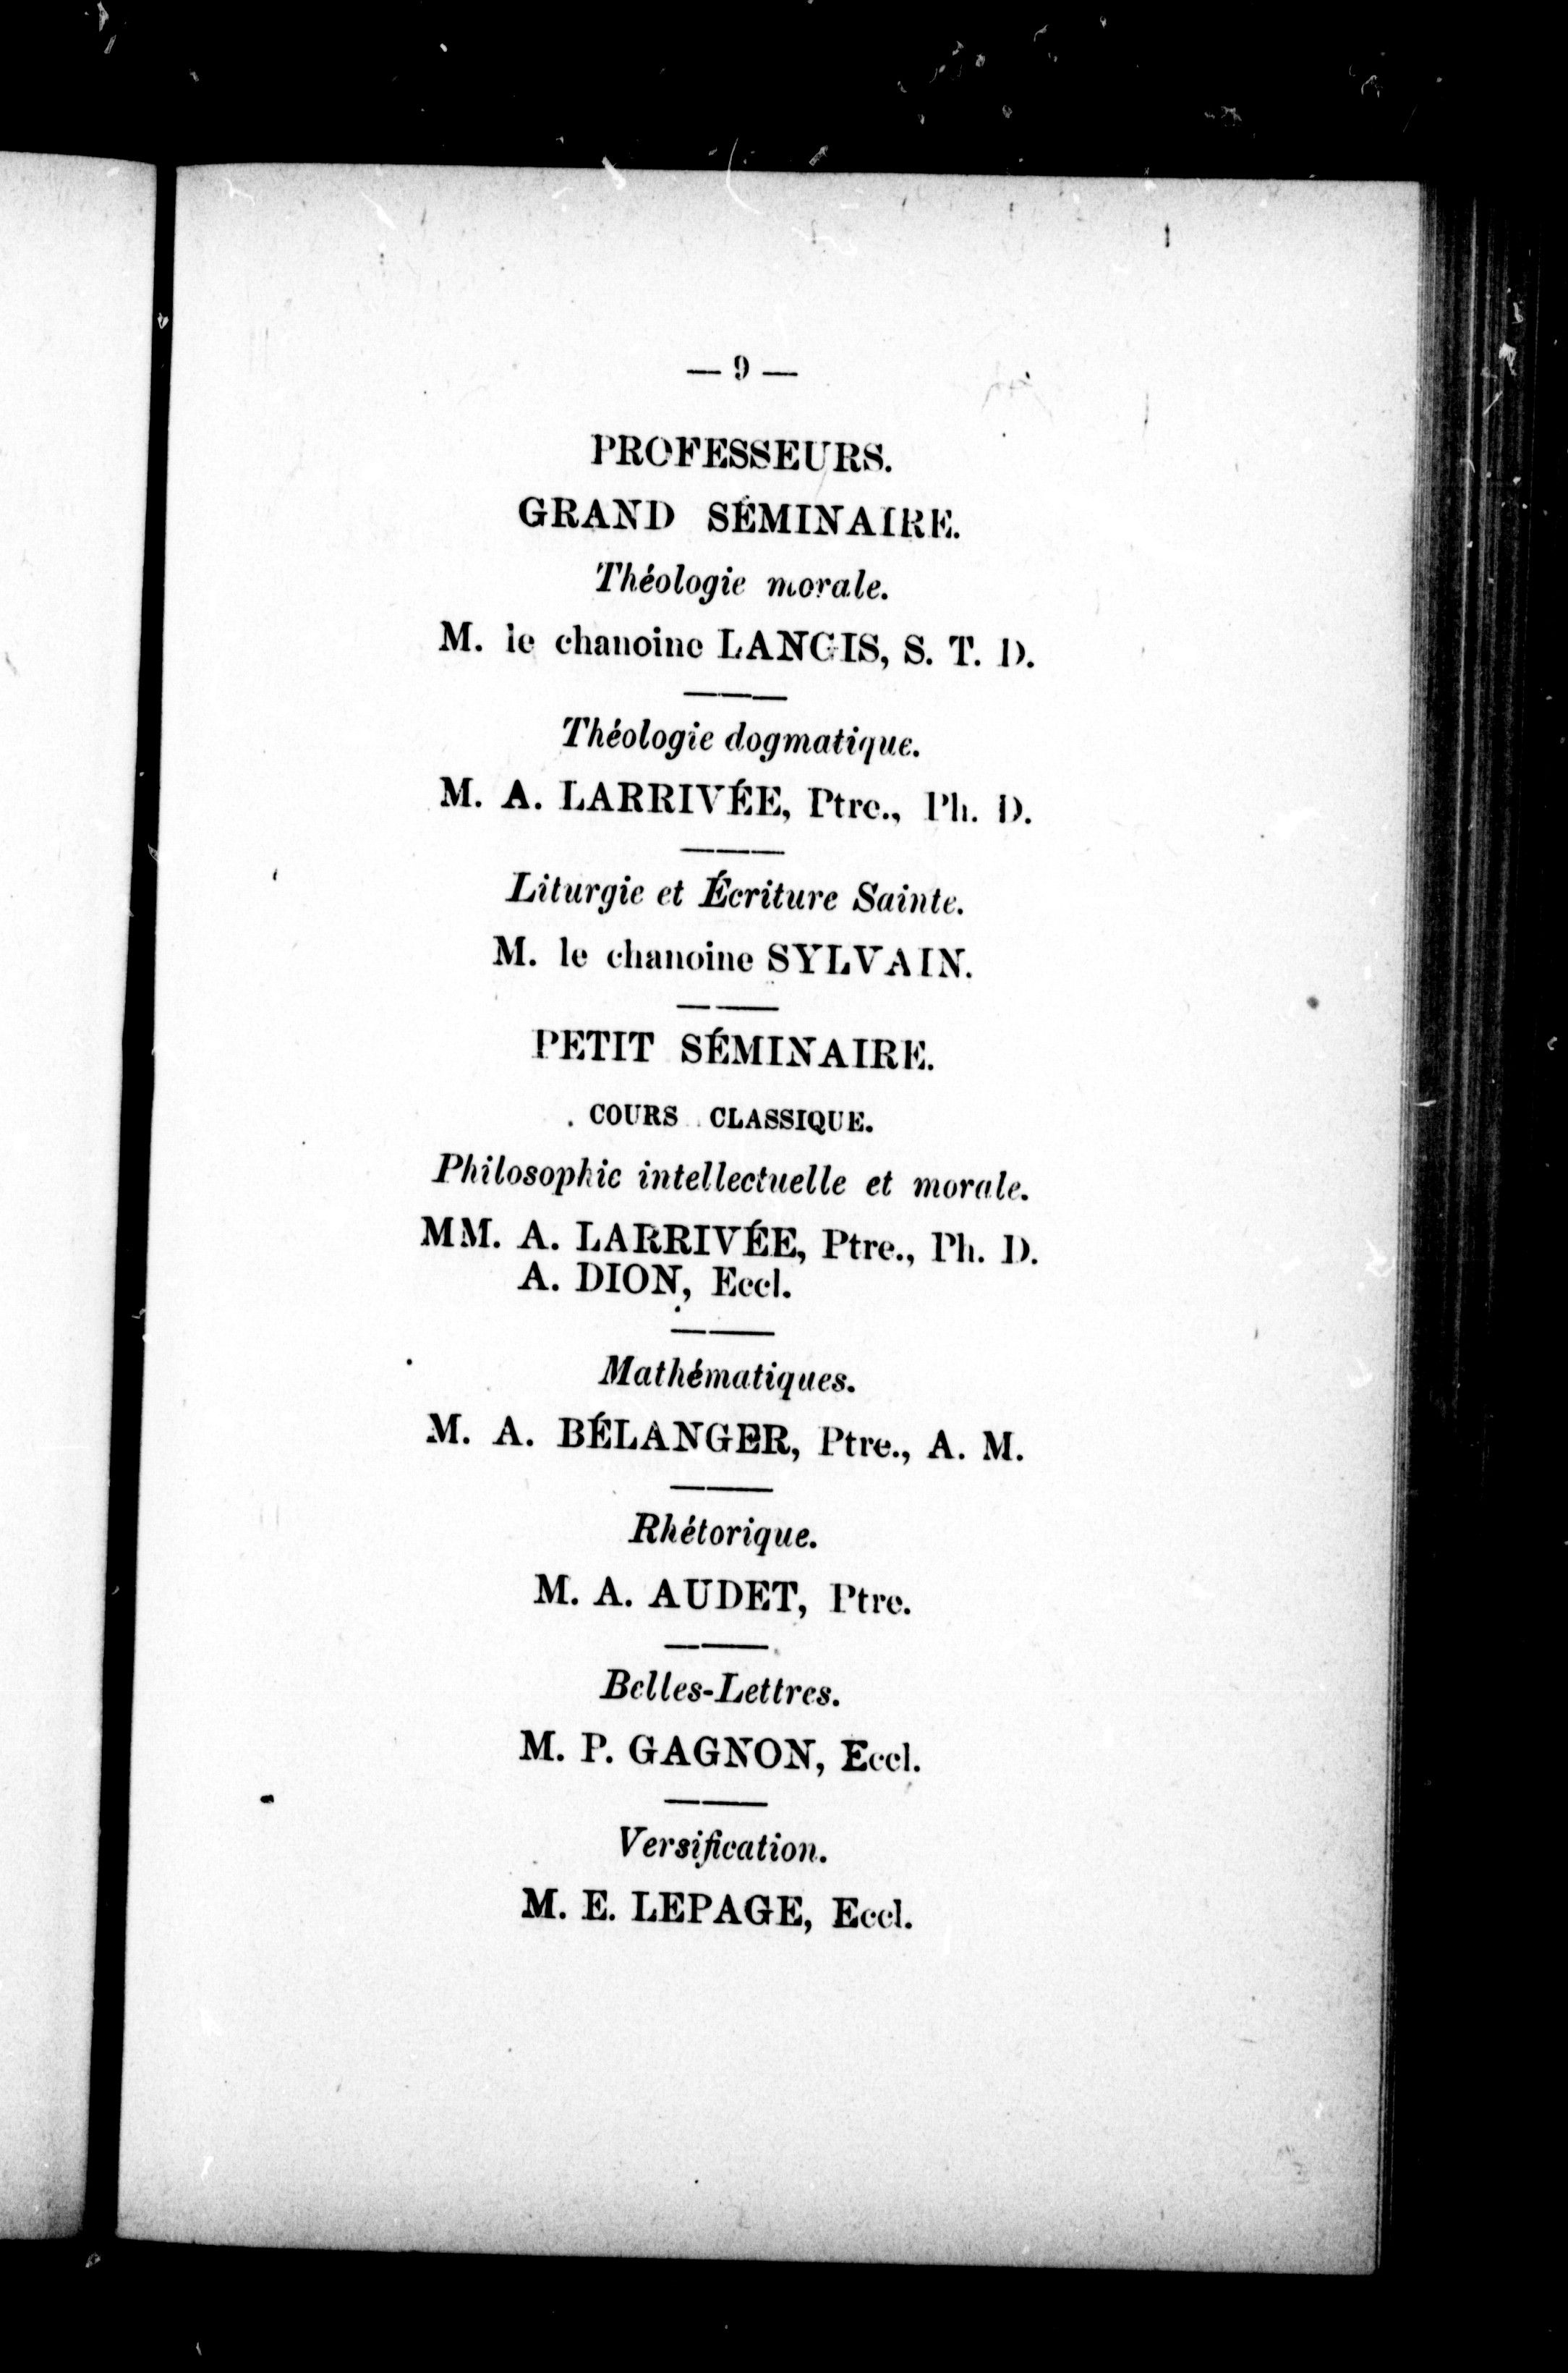 — 9 —
PROFESSEURS.
GRAND SÉMINAIRE.
Théologie morale.
M. le chanoine LANGIS, S. T. D.
Théologie dogmatique.
M. A. LARRIVÉE, Ptre., Ph. D.
Liturgie et Écriture Sainte.
M. le chanoine SYLVAIN.
PETIT SÉMINAIRE.
COURS CLASSIQUE.
Philosophie intellectuelle et morale.
MM. A. LARRIVÉE, Ptre., Ph. D.
A. DION, Eccl.
Mathématiques.
M. A. BÉLANGER, Ptre., A. M.
Rhétorique.
M. A. AUDET, Ptre.
Belles-Lettres.
M. P. GAGNON, Eccl.
Versification.
M. E. LEPAGE, Eccl.